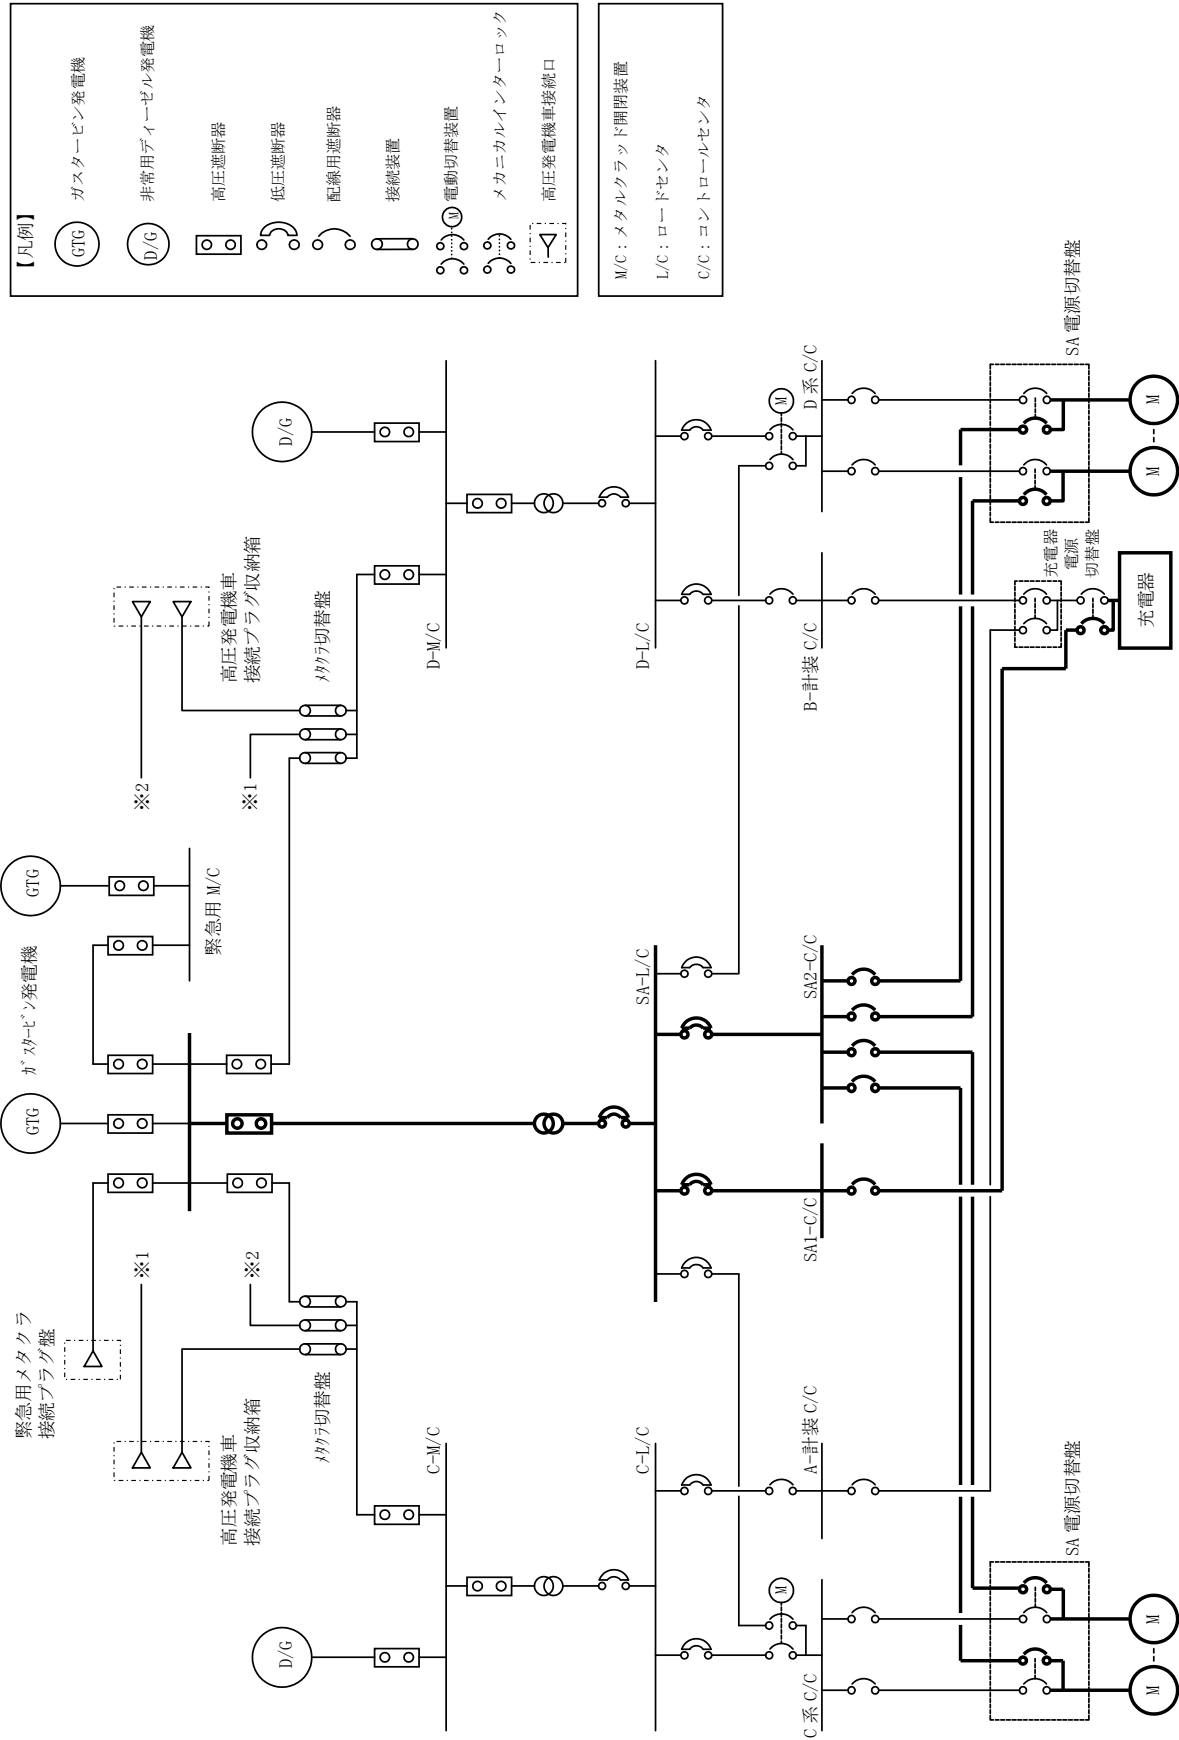 【凡例】
GTG
ガスタービン発電機
D/G
非常用ディーゼル発電機
高圧遮断器
低圧遮断器
配線用遮断器
接続装置
M
電動切替装置
メカニカルインターロック
高圧発電機車接続口
M/C：メタルクラッド開閉装置
L/C：ロードセンタ
C/C：コントロールセンタ
緊急用メタクラ
接続プラグ盤
GTG
ｶﾞｽﾀｰﾋﾞﾝ発電機
GTG
緊急用 M/C
※1
※2
高圧発電機車
接続プラグ収納箱
ﾒﾀｸﾗ切替盤
※2
※1
高圧発電機車
接続プラグ収納箱
ﾒﾀｸﾗ切替盤
D/G
D/G
C-M/C
D-M/C
C-L/C
SA-L/C
D-L/C
M
M
C 系 C/C
A-計装 C/C
SA1-C/C
SA2-C/C
B-計装 C/C
D 系 C/C
充電器
電源
切替盤
SA 電源切替盤
SA 電源切替盤
M
M
充電器
M
M